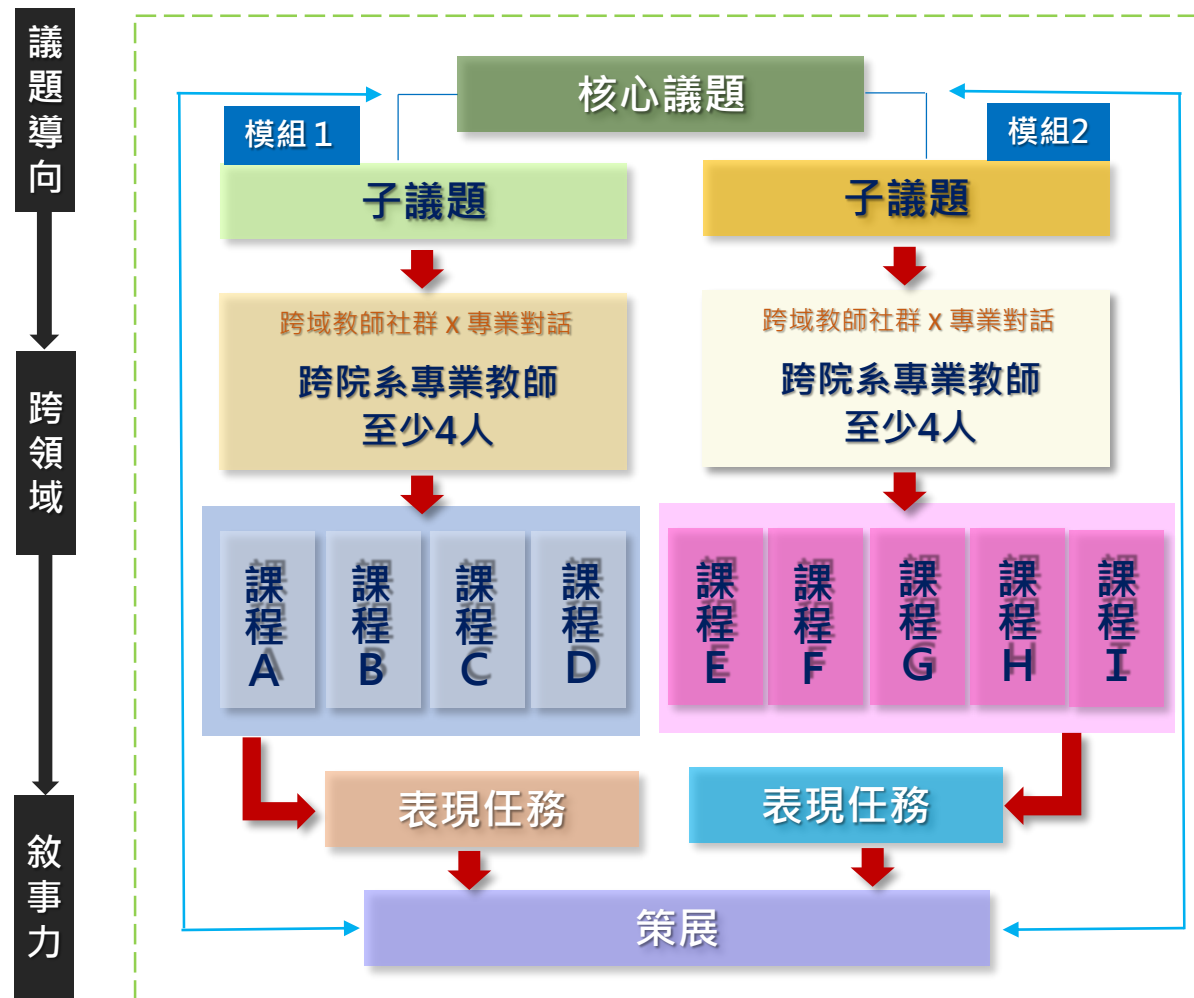 議題導向
跨領域
敘事力
核心議題
模組1
子議題
跨域教師社群 x 專業對話
跨院系專業教師
至少4人
課程A
課程B
課程C
課程D
表現任務
模組2
子議題
跨域教師社群 x 專業對話
跨院系專業教師
至少4人
課程E
課程F
課程G
課程H
課程I
表現任務
策展